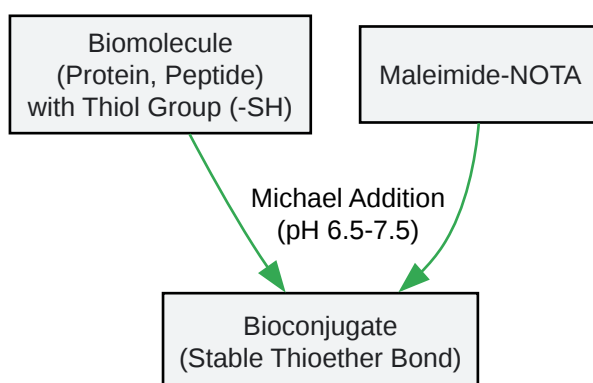 Biomolecule
(Protein, Peptide)
with Thiol Group (-SH)
Maleimide-NOTA
Michael Addition
(pH 6.5-7.5)
Bioconjugate
(Stable Thioether Bond)